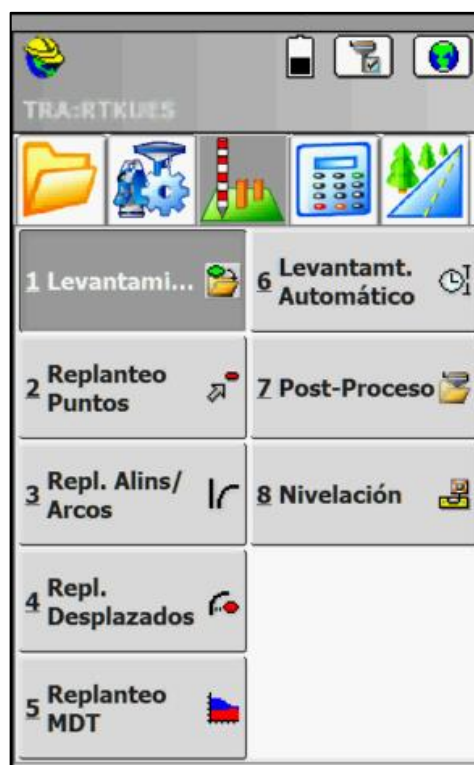 TRA:RTKUES
1 Levantami...
6 Levantamt.
Automático
2 Replanteo
Puntos
7 Post-Proceso
3 Repl. Alins/
Arcos
8 Nivelación
4 Repl.
Desplazados
5 Replanteo
MDT